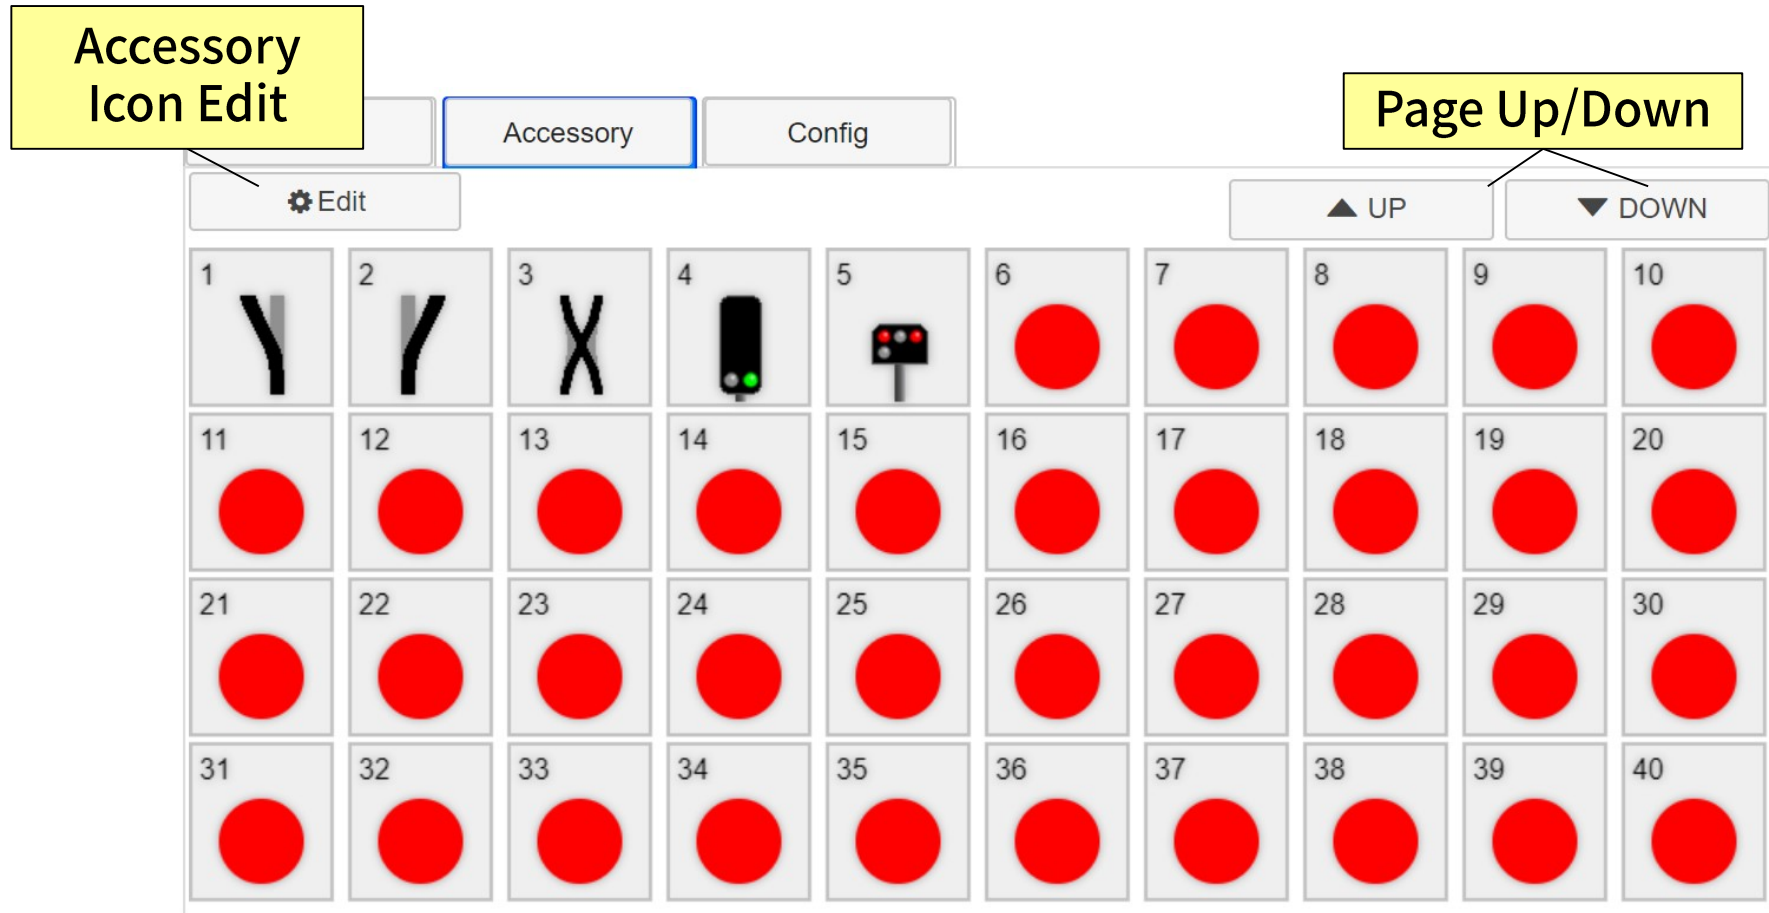 Accessory
Icon Edit
Page Up/Down
Accessory
Config
Edit
UP
DOWN
1 2 3 4 5 6 7 8 9 10
11 12 13 14 15 16 17 18 19 20
21 22 23 24 25 26 27 28 29 30
31 32 33 34 35 36 37 38 39 40